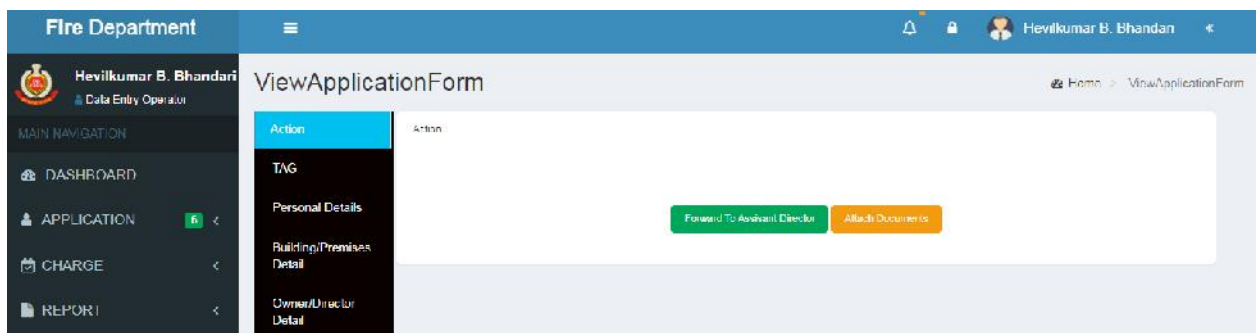 FIre Department
Hevilkumar B. Bhandari
Hevilkumar B. Bhandari
Data Entry Operator
ViewApplicationForm
Home > ViewApplicationForm
MAIN NAVIGATION
DASHBOARD
APPLICATION 6
CHARGE
REPORT
Action
TAG
Personal Details
Building/Premises
Detail
Owner/Director
Detail
Action
Forward To Assisant Director
Attach Documents